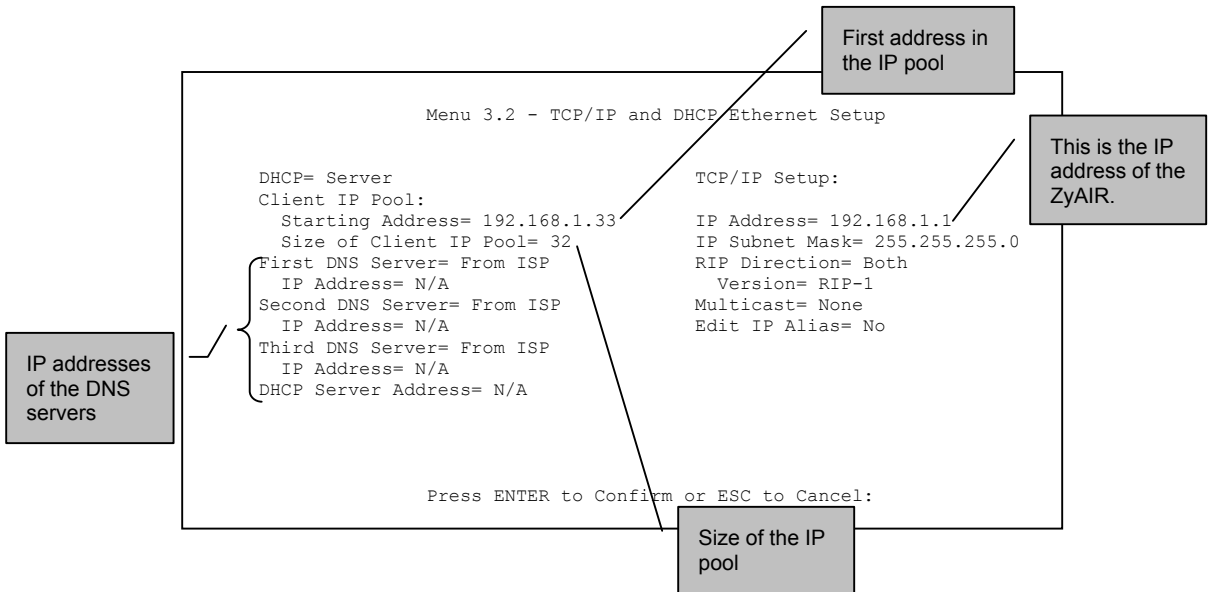 First address in
the IP pool
Menu 3.2 - TCP/IP and DHCP Ethernet Setup
This is the IP
address of the
ZyAIR.
DHCP= Server
Client IP Pool:
Starting Address= 192.168.1.33
Size of Client IP Pool= 32
First DNS Server= From ISP
IP Address= N/A
Second DNS Server= From ISP
IP Address= N/A
Third DNS Server= From ISP
IP Address= N/A
DHCP Server Address= N/A
TCP/IP Setup:
IP Address= 192.168.1.1
IP Subnet Mask= 255.255.255.0
RIP Direction= Both
Version= RIP-1
Multicast= None
Edit IP Alias= No
IP addresses
of the DNS
servers
Press ENTER to Confirm or ESC to Cancel:
Size of the IP
pool